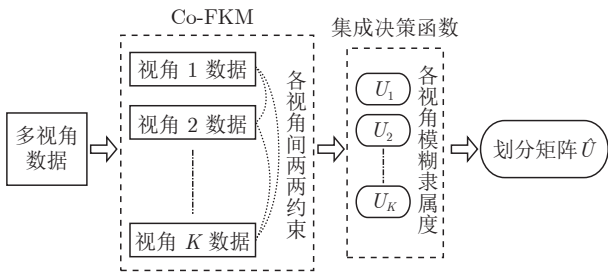 Co-FKM
集成决策函数
多视角
数据
视角 1 数据
视角 2 数据
视角 K 数据
各视角间两两约束
U₁
U₂
U_K
各视角模糊隶属度
划分矩阵 Û